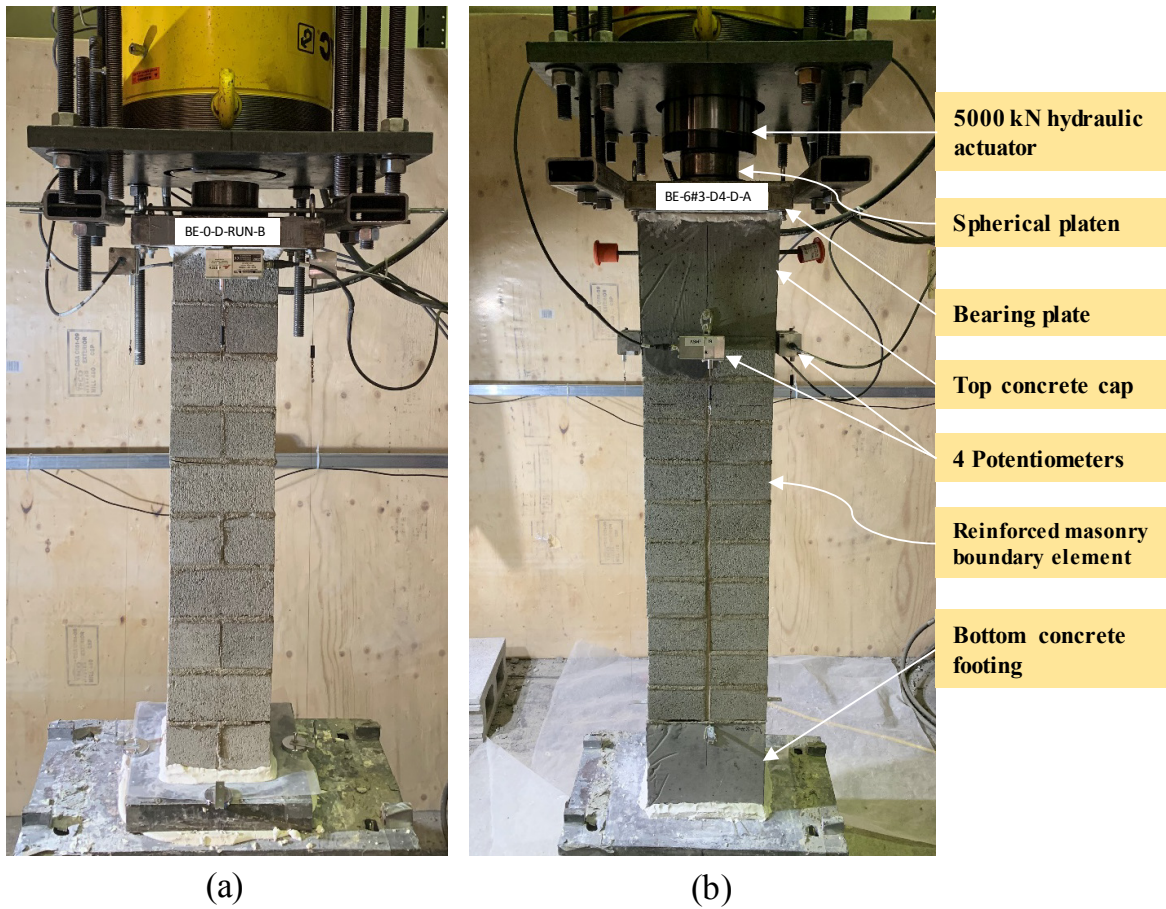 BE-0-D-RUN-B
BE-6#3-D4-D-A
5000 kN hydraulic
actuator
Spherical platen
Bearing plate
Top concrete cap
4 Potentiometers
Reinforced masonry
boundary element
Bottom concrete
footing
(a)
(b)